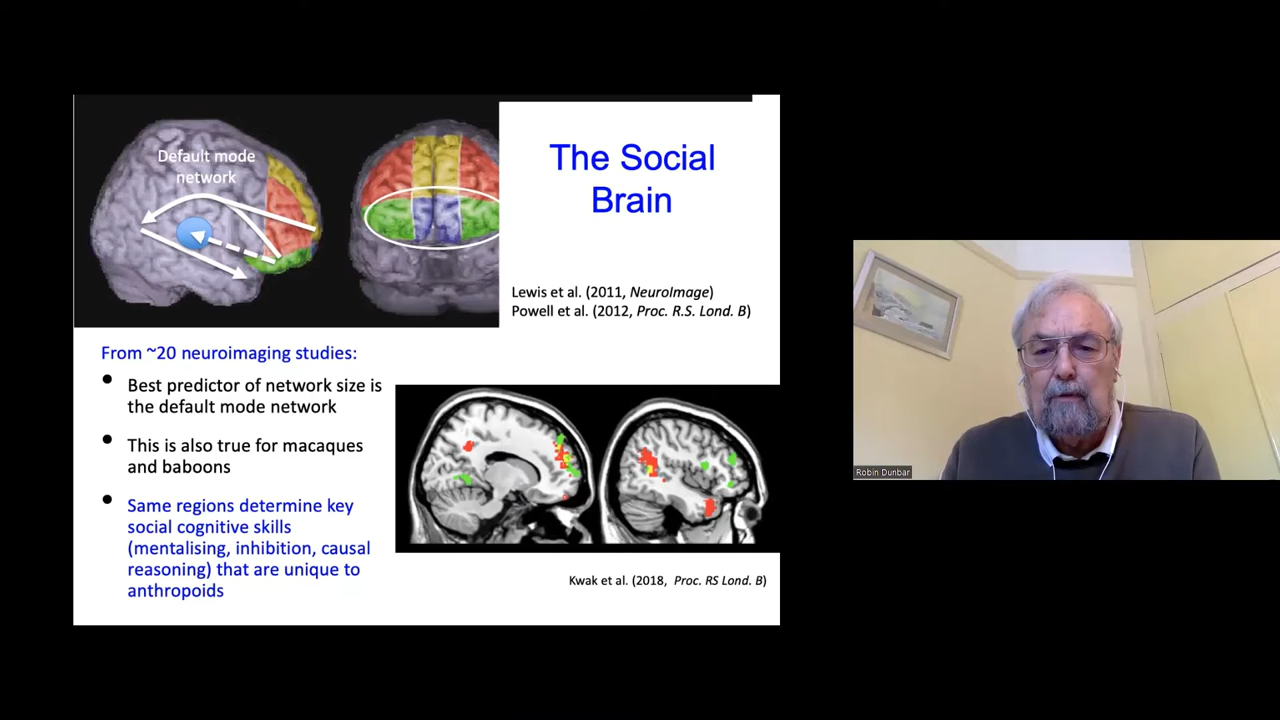 Default mode
network
The Social
Brain
Lewis et al. (2011, NeuroImage)
Powell et al. (2012, Proc. R.S. Lond. B)
From ~20 neuroimaging studies:
• Best predictor of network size is
the default mode network
• This is also true for macaques
and baboons
• Same regions determine key
social cognitive skills
(mentalising, inhibition, causal
reasoning) that are unique to
anthropoids
Kwak et al. (2018, Proc. RS Lond. B)
Robin Dunbar